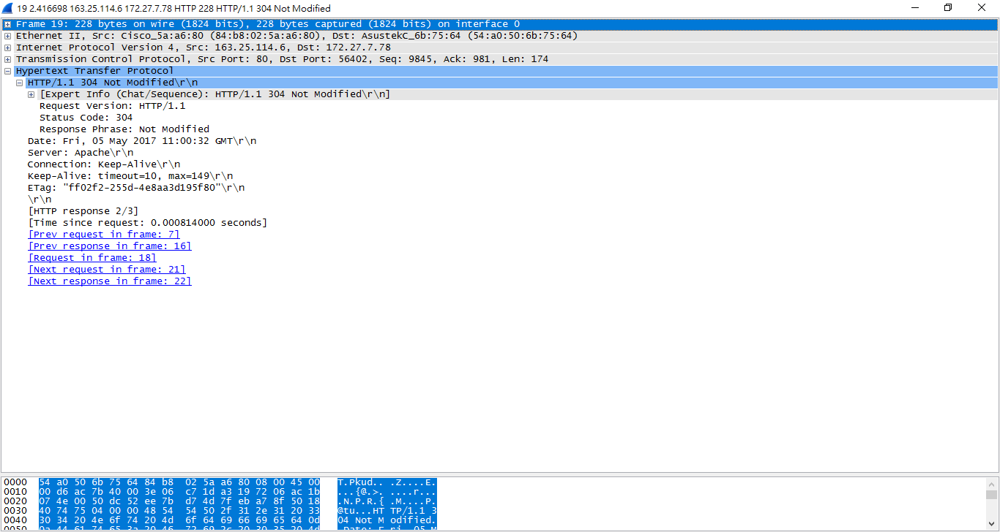 19 2.416698 163.25.114.6 172.27.7.78 HTTP 228 HTTP/1.1 304 Not Modified
Frame 19: 228 bytes on wire (1824 bits), 228 bytes captured (1824 bits) on interface 0
Ethernet II, Src: Cisco_5a:a6:80 (84:b8:02:5a:a6:80), Dst: AsustekC_6b:75:64 (54:a0:50:6b:75:64)
Internet Protocol Version 4, Src: 163.25.114.6, Dst: 172.27.7.78
Transmission Control Protocol, Src Port: 80, Dst Port: 56402, Seq: 9845, Ack: 981, Len: 174
Hypertext Transfer Protocol
HTTP/1.1 304 Not Modified\r\n
[Expert Info (Chat/Sequence): HTTP/1.1 304 Not Modified\r\n]
Request Version: HTTP/1.1
Status Code: 304
Response Phrase: Not Modified
Date: Fri, 05 May 2017 11:00:32 GMT\r\n
Server: Apache\r\n
Connection: Keep-Alive\r\n
Keep-Alive: timeout=10, max=149\r\n
ETag: "ff02f2-255d-4e8aa3d195f80"\r\n
\r\n
[HTTP response 2/3]
[Time since request: 0.000814000 seconds]
[Prev request in frame: 7]
[Prev response in frame: 16]
[Request in frame: 18]
[Next request in frame: 21]
[Next response in frame: 22]
0000 54 a0 50 6b 75 64 84 b8 02 5a a6 80 08 00 45 00 T.Pkud.. .Z....E.
0010 00 d6 ac 7b 40 00 3e 06 c7 1d a3 19 72 06 ac 1b ...{@.>. ....r...
0020 07 4e 00 50 dc 52 ee 7b d7 4d 7f eb a7 8f 50 18 .N.P.R.{ .M....P.
0030 40 74 75 04 00 00 48 54 54 50 2f 31 2e 31 20 33 @tu...HT TP/1.1 3
0040 30 34 20 4e 6f 74 20 4d 6f 64 69 66 69 65 64 0d 04 Not M odified.
0050 0a 44 61 74 65 3a 20 46 72 69 2c 20 30 35 20 4d .Date: F ri, 05 M